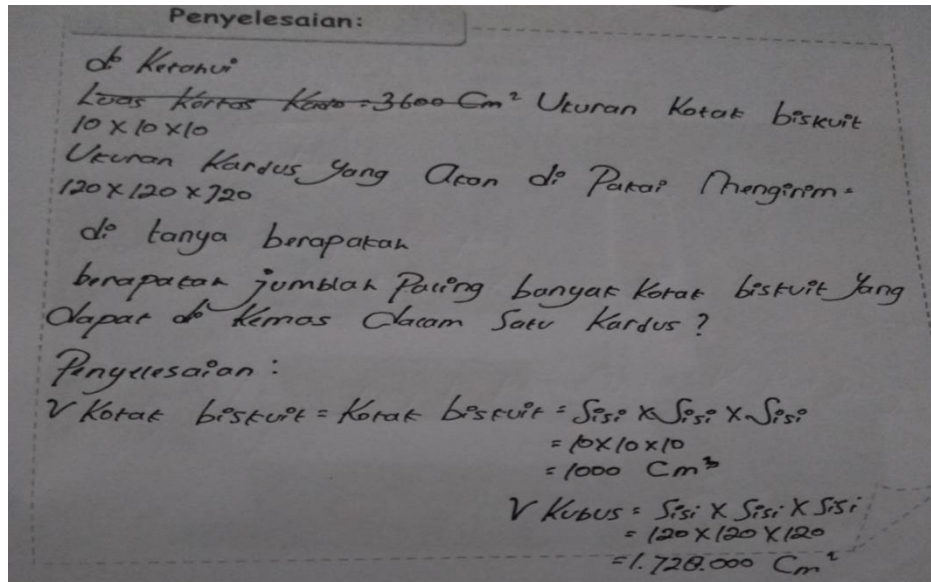 Penyelesaian:
di Ketahui
Luas Kertas Kado = 3600 Cm² Ukuran Kotak biskuit
10 X 10 X 10
Ukuran Kardus yang akan di Pakai Mengirim =
120 X 120 X 120
di tanya berapakah
berapakah jumblah Paling banyak Kotak biskuit yang
dapat di Kemas dalam Satu Kardus ?
Penyelesaian :
V Kotak biskuit = Kotak biskuit = Sisi X Sisi X Sisi
= 10 X 10 X 10
= 1000 Cm³
V Kubus = Sisi X Sisi X Sisi
= 120 X 120 X 120
= 1.728.000 Cm²